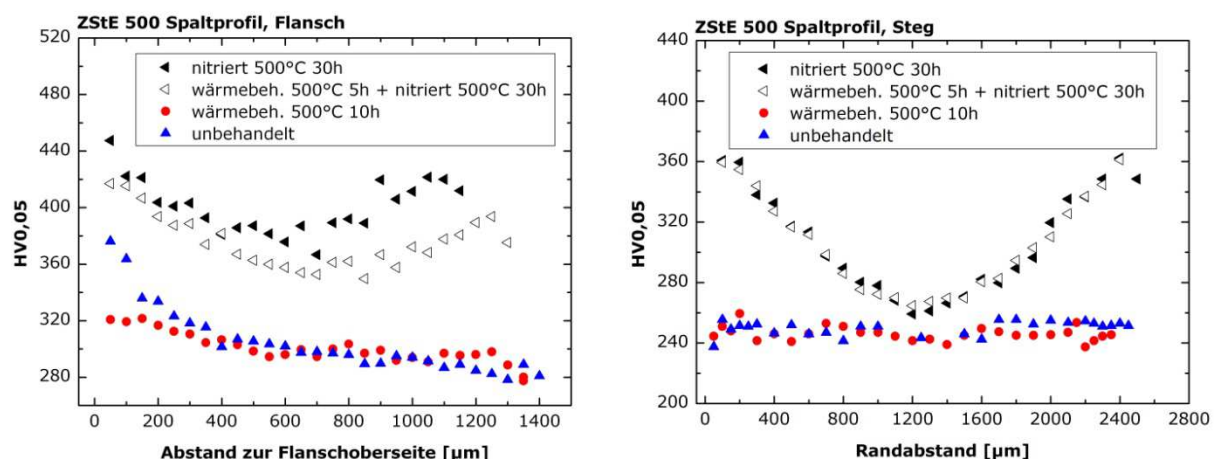 ZStE 500 Spaltprofil, Flansch
520
480
440
400
360
320
280
HV0,05
nitriert 500°C 30h
wärmebeh. 500°C 5h + nitriert 500°C 30h
wärmebeh. 500°C 10h
unbehandelt
0 200 400 600 800 1000 1200 1400
Abstand zur Flanschoberseite [µm]
ZStE 500 Spaltprofil, Steg
440
400
360
320
280
240
200
HV0,05
nitriert 500°C 30h
wärmebeh. 500°C 5h + nitriert 500°C 30h
wärmebeh. 500°C 10h
unbehandelt
0 400 800 1200 1600 2000 2400 2800
Randabstand [µm]